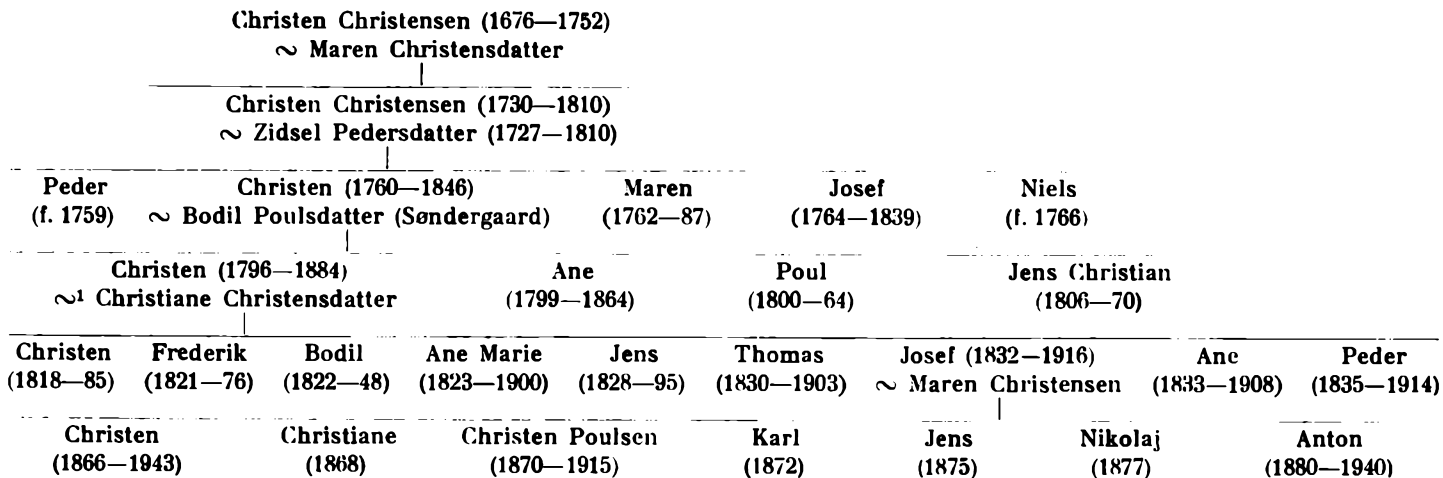 Christen Christensen (1676—1752)
∾ Maren Christensdatter
Christen Christensen (1730—1810)
∾ Zidsel Pedersdatter (1727—1810)
Peder Christen (1760—1846) Maren Josef Niels
(f. 1759) ∾ Bodil Poulsdatter (Søndergaard) (1762—87) (1764—1839) (f. 1766)
Christen (1796—1884) Ane Poul Jens Christian
∾¹ Christiane Christensdatter (1799—1864) (1800—64) (1806—70)
Christen Frederik Bodil Ane Marie Jens Thomas Josef (1832—1916) Ane Peder
(1818—85) (1821—76) (1822—48) (1823—1900) (1828—95) (1830—1903) ∾ Maren Christensen (1833—1908) (1835—1914)
Christen Christiane Christen Poulsen Karl Jens Nikolaj Anton
(1866—1943) (1868) (1870—1915) (1872) (1875) (1877) (1880—1940)